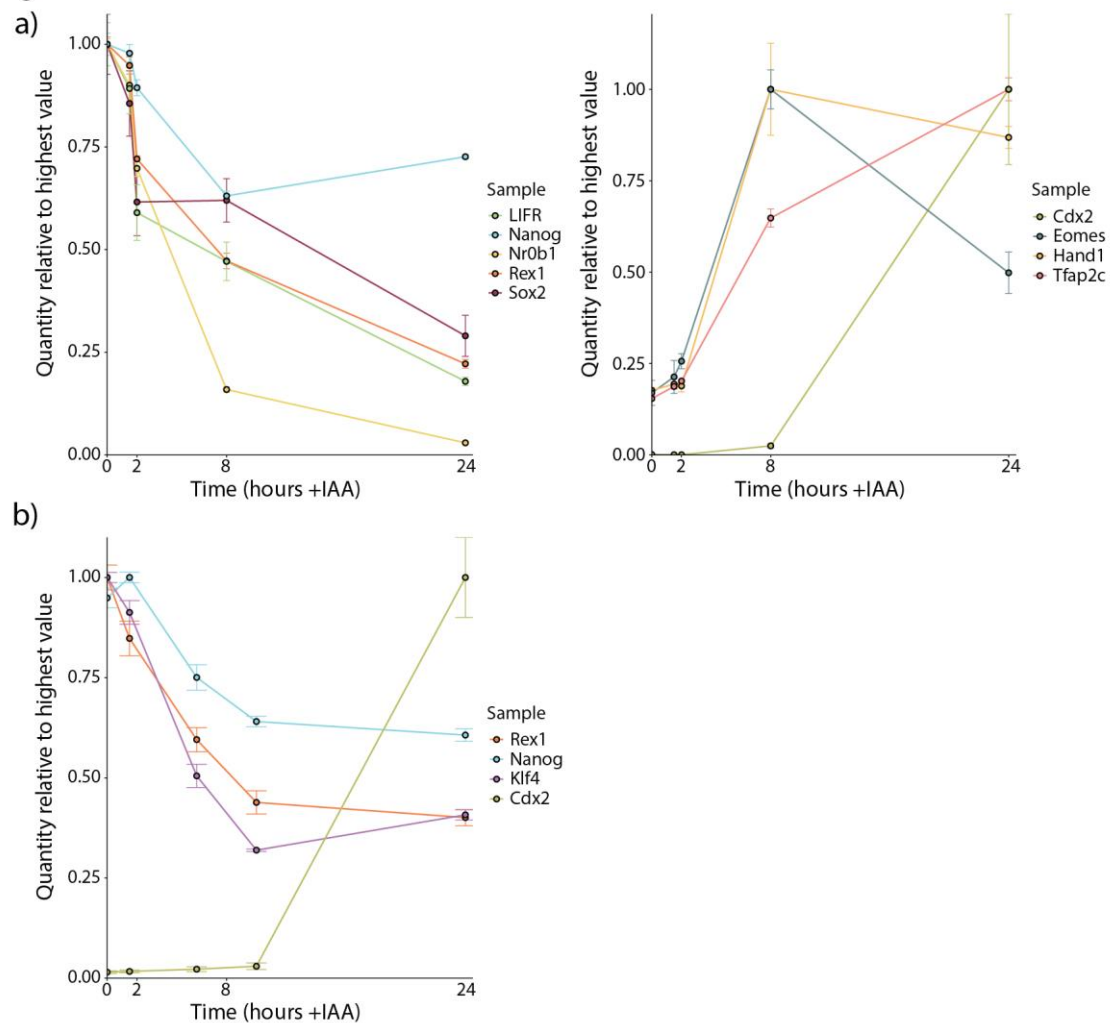 a)
Quantity relative to highest value
1.00
0.75
0.50
0.25
0.00
0 2 8 24
Time (hours +IAA)
Sample
LIFR
Nanog
Nr0b1
Rex1
Sox2
Quantity relative to highest value
1.00
0.75
0.50
0.25
0.00
0 2 8 24
Time (hours +IAA)
Sample
Cdx2
Eomes
Hand1
Tfap2c
b)
Quantity relative to highest value
1.00
0.75
0.50
0.25
0.00
0 2 8 24
Time (hours +IAA)
Sample
Rex1
Nanog
Klf4
Cdx2